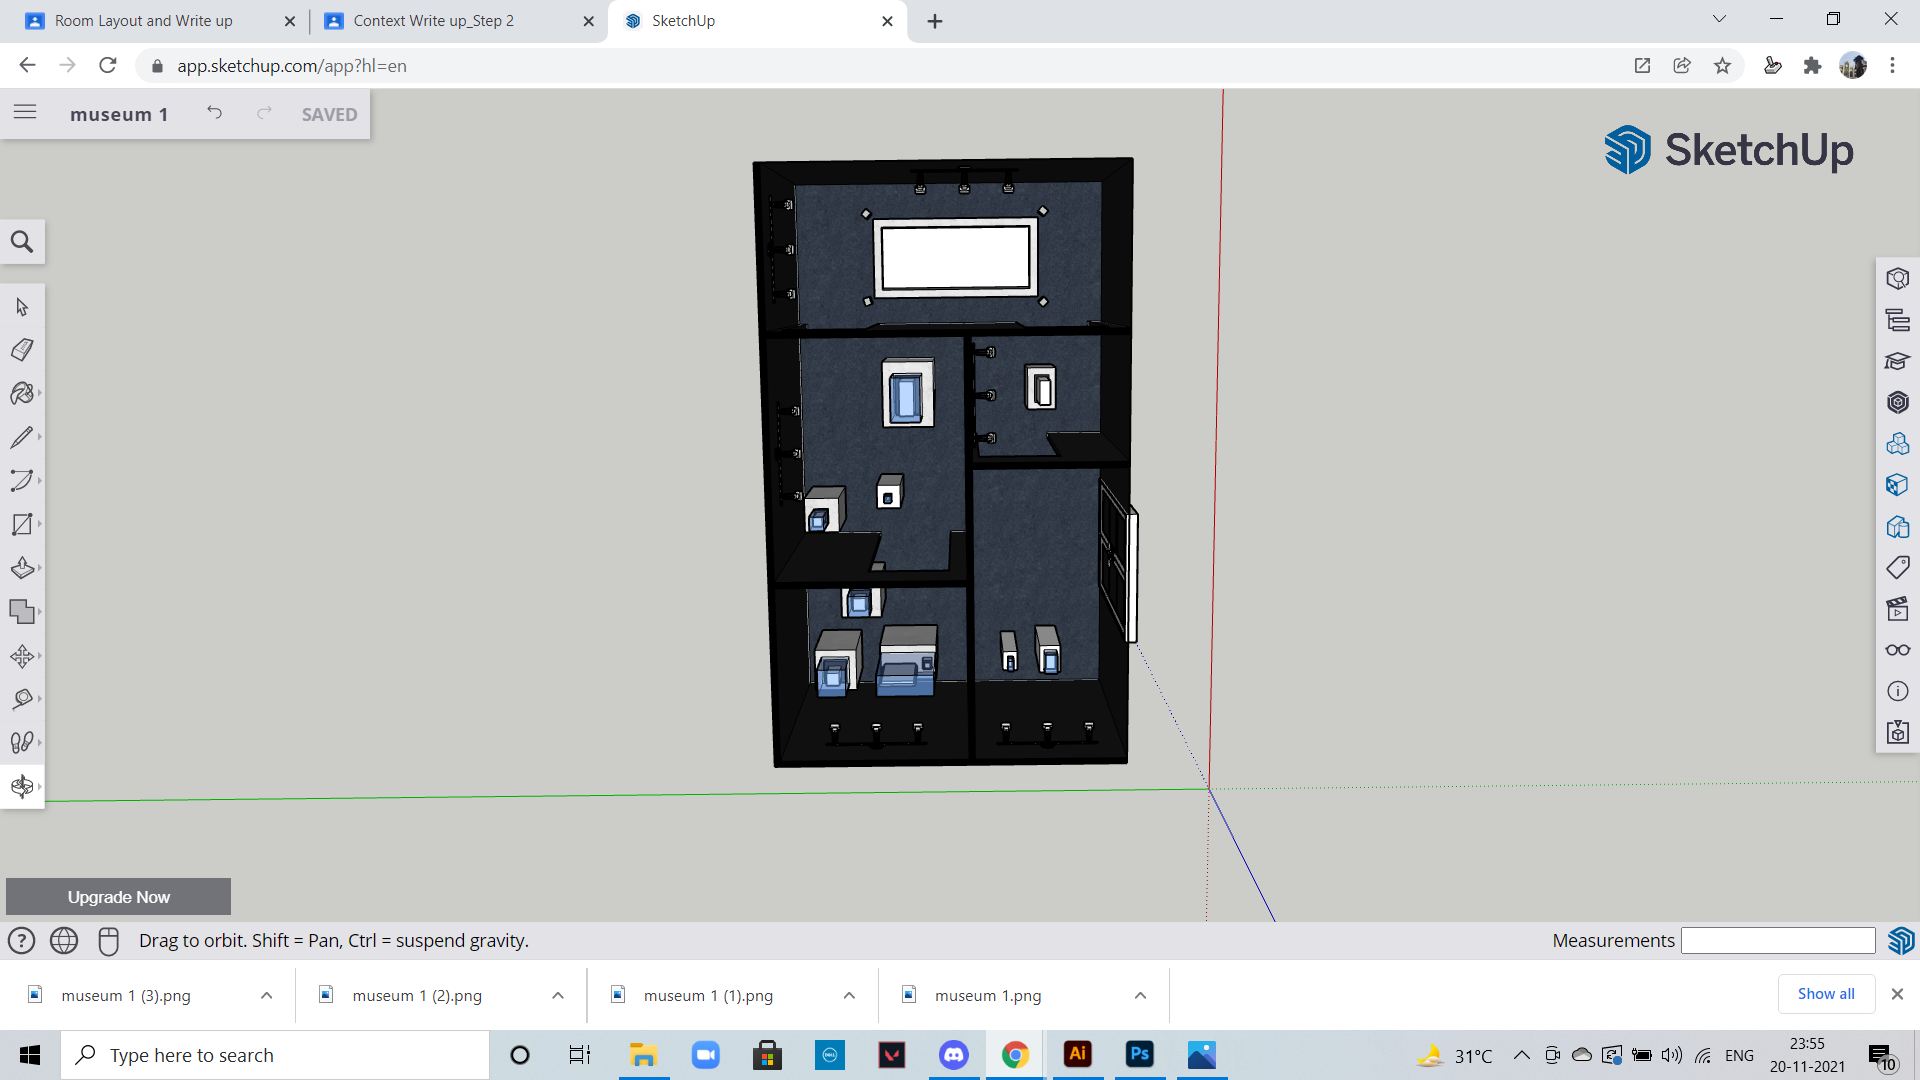 Room Layout and Write up
Context Write up_Step 2
SketchUp
app.sketchup.com/app?hl=en
museum 1
SAVED
SketchUp
Upgrade Now
Drag to orbit. Shift = Pan, Ctrl = suspend gravity.
Measurements
museum 1 (3).png
museum 1 (2).png
museum 1 (1).png
museum 1.png
Show all
Type here to search
DELL
Ai
Ps
31°C
ENG
23:55
20-11-2021
10